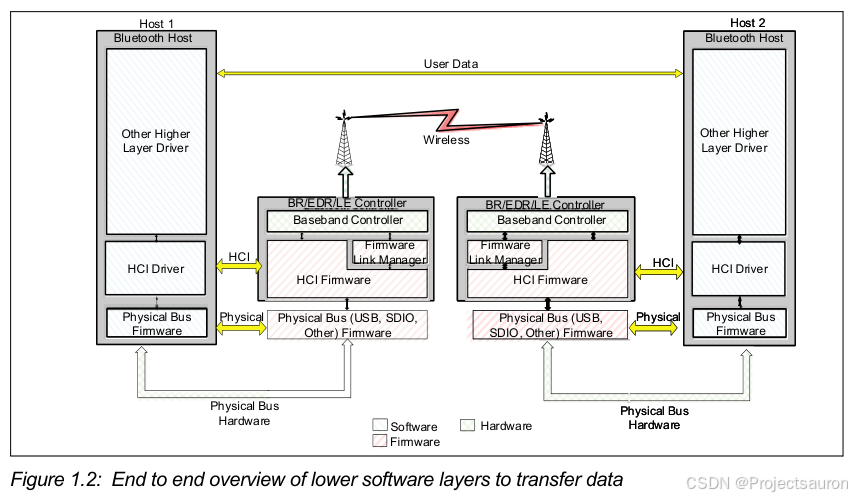 Host 1
Host 2
Bluetooth Host
Bluetooth Host
User Data
Other Higher
Layer Driver
Other Higher
Layer Driver
Wireless
BR/EDR/LE Controller
BR/EDR/LE Controller
Baseband Controller
Baseband Controller
Firmware
Link Manager
Firmware
Link Manager
HCI
HCI
HCI Driver
HCI Firmware
HCI Firmware
HCI Driver
Physical Bus
Firmware
Physical
Physical Bus (USB, SDIO,
Other) Firmware
Physical Bus (USB,
SDIO, Other) Firmware
Physical
Physical Bus
Firmware
Physical Bus
Hardware
Physical Bus
Hardware
Software
Hardware
Firmware
Figure 1.2: End to end overview of lower software layers to transfer data
CSDN @Projectsauron